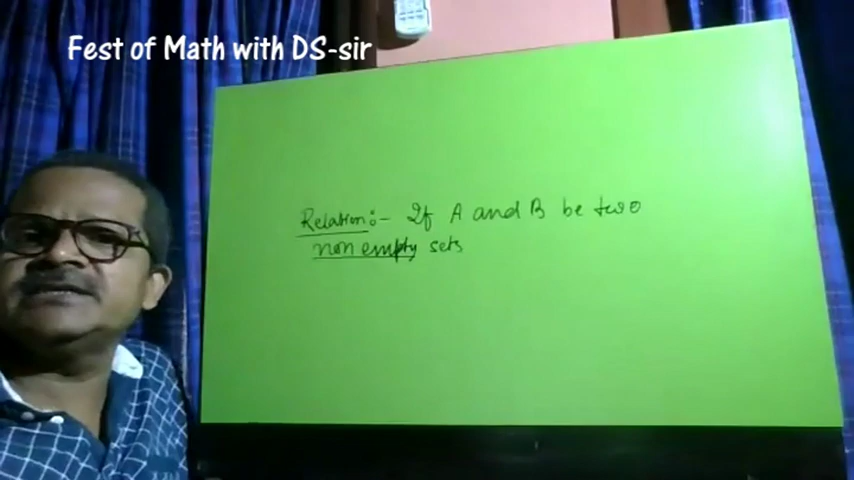 Fest of Math with DS-sir
Relation:- If A and B be two
non empty sets